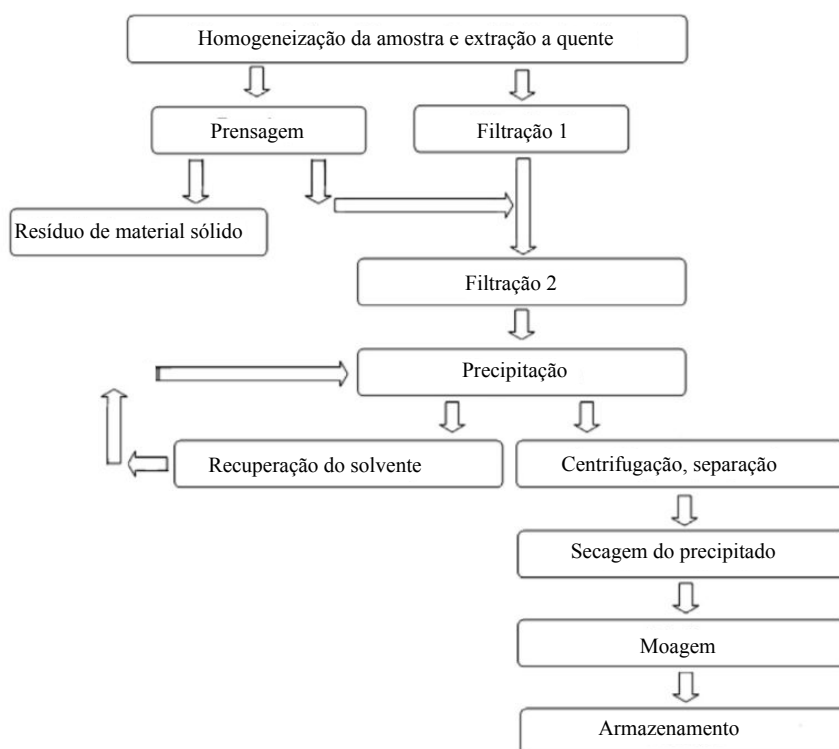 Homogeneização da amostra e extração a quente
Prensagem
Filtração 1
Resíduo de material sólido
Filtração 2
Precipitação
Recuperação do solvente
Centrifugação, separação
Secagem do precipitado
Moagem
Armazenamento